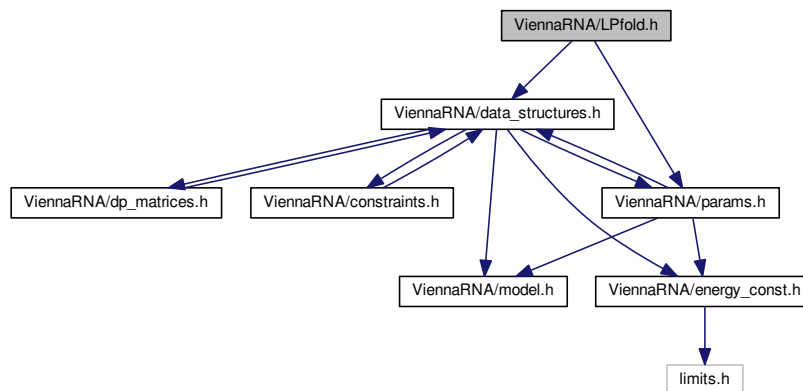 ViennaRNA/LPfold.h
ViennaRNA/data_structures.h
ViennaRNA/dp_matrices.h
ViennaRNA/constraints.h
ViennaRNA/params.h
ViennaRNA/model.h
ViennaRNA/energy_const.h
limits.h